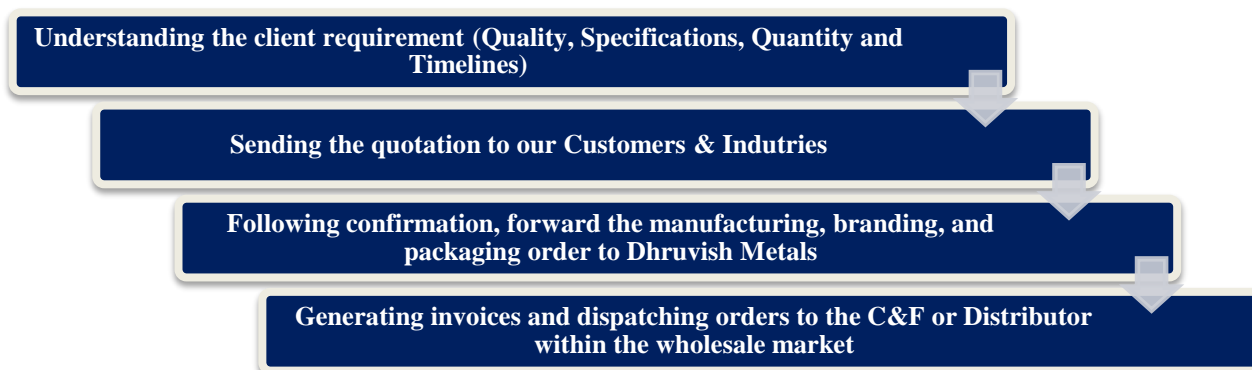 Understanding the client requirement (Quality, Specifications, Quantity and
Timelines)
Sending the quotation to our Customers & Indutries
Following confirmation, forward the manufacturing, branding, and
packaging order to Dhruvish Metals
Generating invoices and dispatching orders to the C&F or Distributor
within the wholesale market